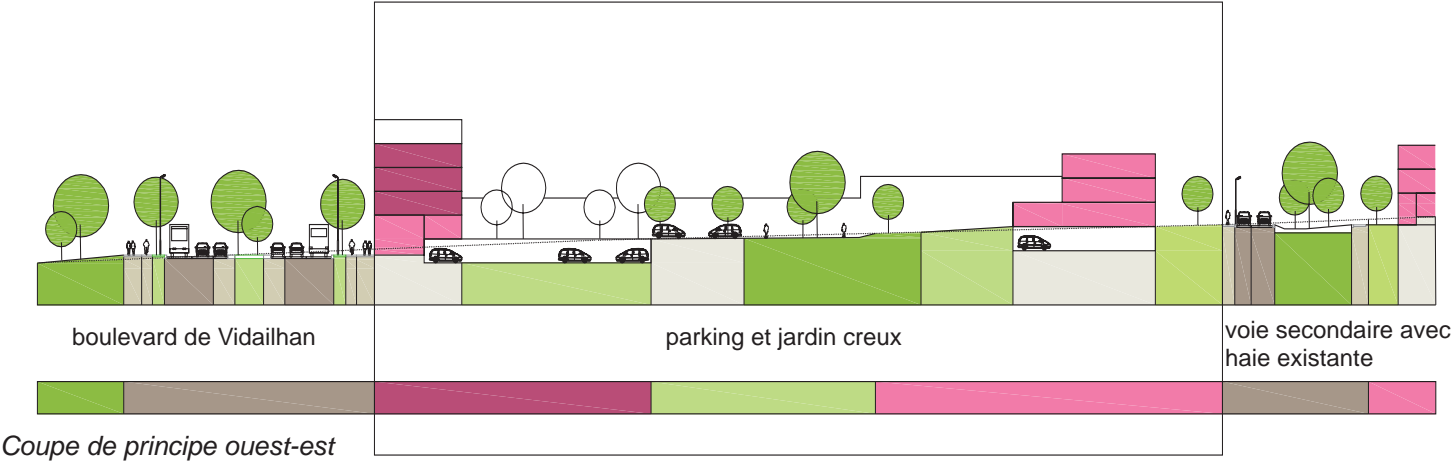 boulevard de Vidailhan
parking et jardin creux
voie secondaire avec
haie existante
Coupe de principe ouest-est